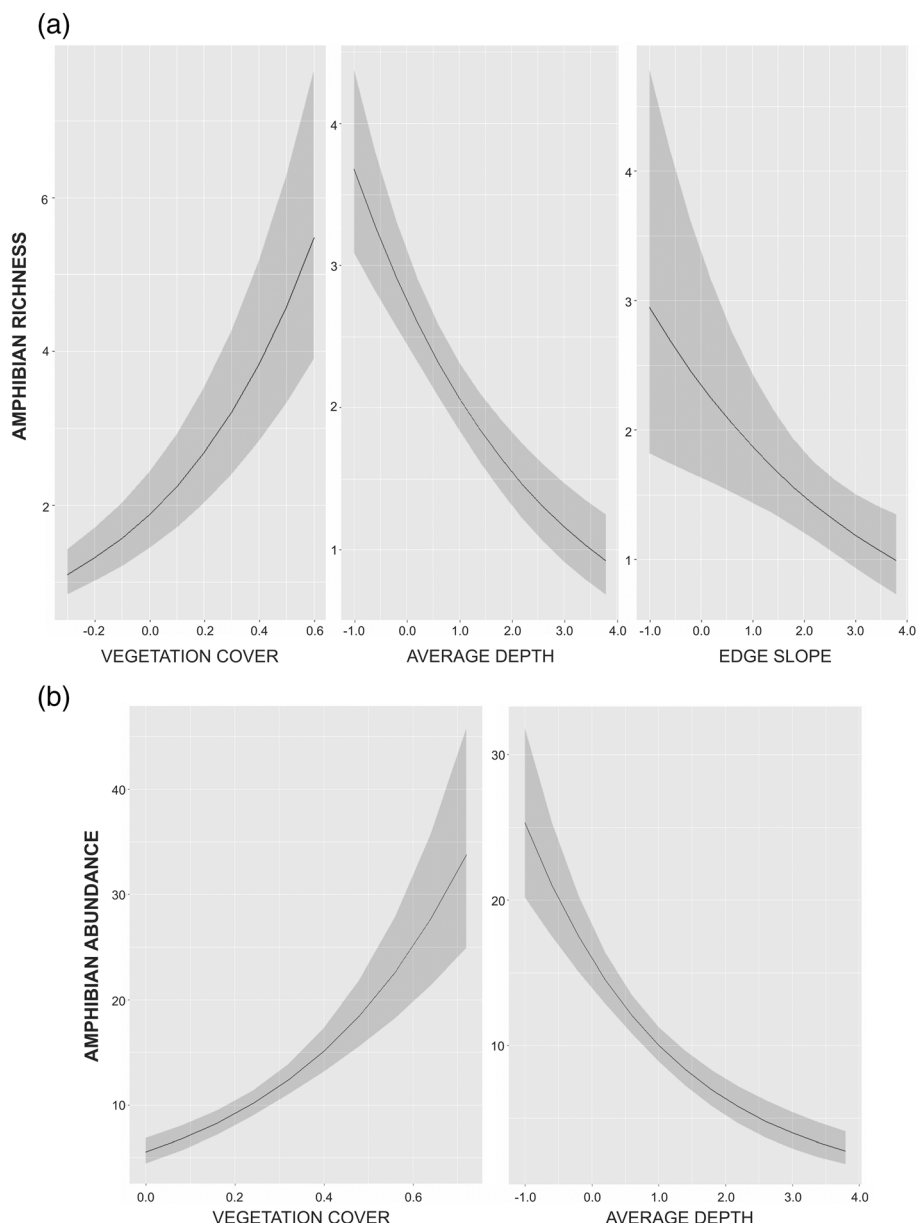 (a)
AMPHIBIAN RICHNESS
6
4
2
-0.2 0.0 0.2 0.4 0.6
VEGETATION COVER
4
3
2
1
-1.0 0.0 1.0 2.0 3.0 4.0
AVERAGE DEPTH
4
3
2
1
-1.0 0.0 1.0 2.0 3.0 4.0
EDGE SLOPE
(b)
AMPHIBIAN ABUNDANCE
40
30
20
10
0.0 0.2 0.4 0.6
VEGETATION COVER
30
20
10
-1.0 0.0 1.0 2.0 3.0 4.0
AVERAGE DEPTH